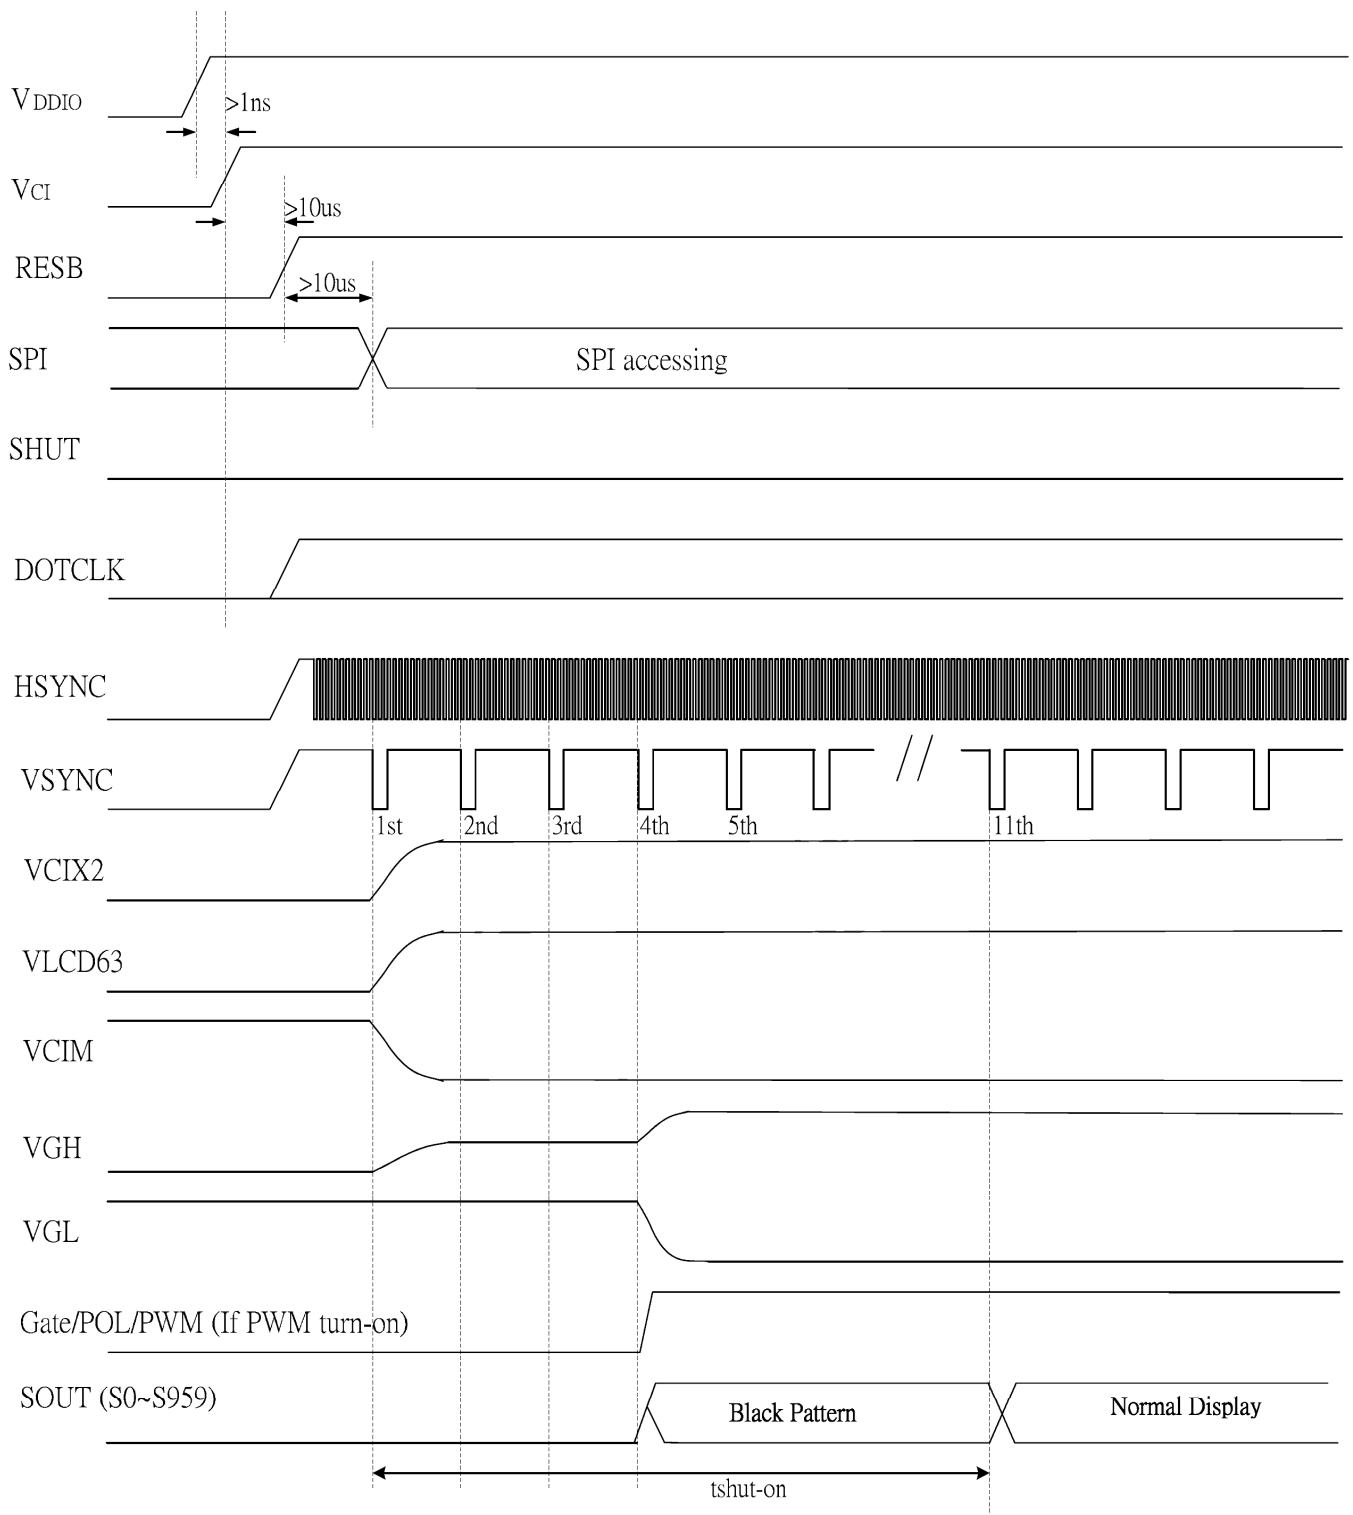 VDDIO
>1ns
VCI
>10us
RESB
>10us
SPI
SPI accessing
SHUT
DOTCLK
HSYNC
VSYNC
1st 2nd 3rd 4th 5th 11th
VCIX2
VLCD63
VCIM
VGH
VGL
Gate/POL/PWM (If PWM turn-on)
SOUT (S0~S959)
Black Pattern
Normal Display
tshut-on